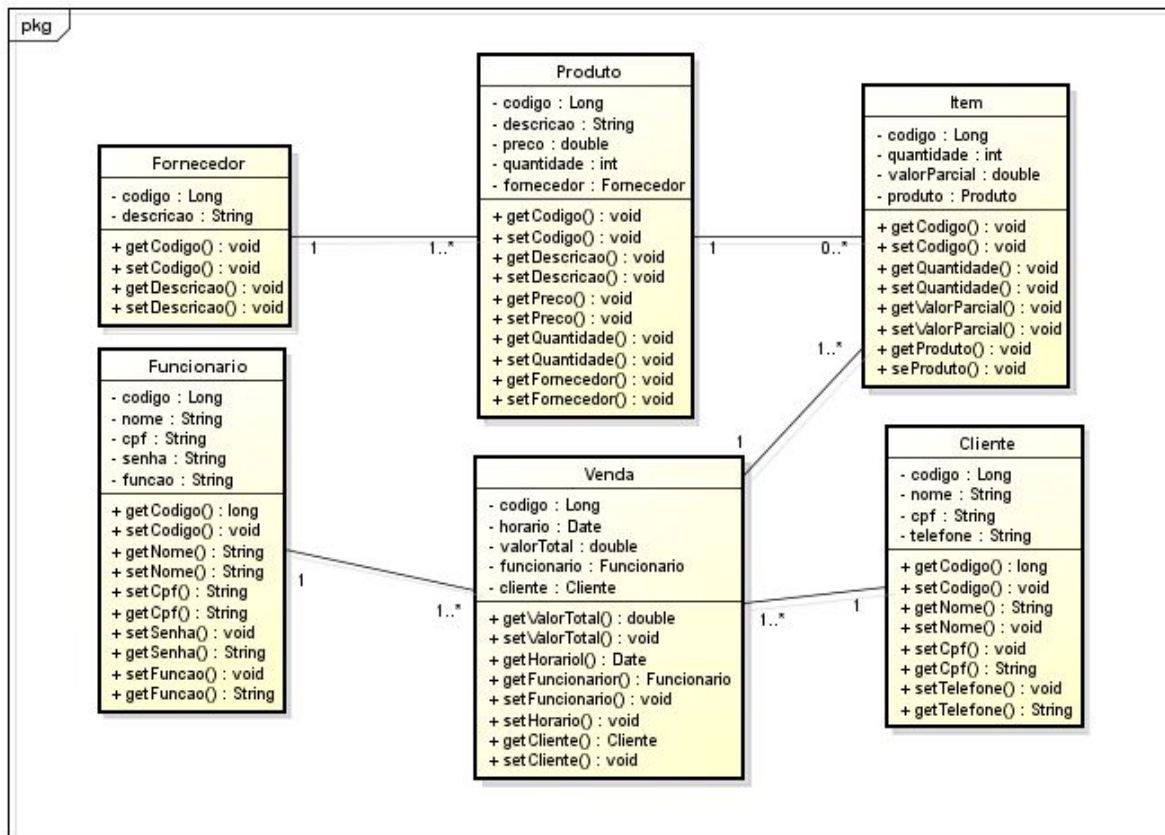 pkg
Fornecedor
- codigo : Long
- descricao : String
+ getCodigo() : void
+ setCodigo() : void
+ getDescricao() : void
+ setDescricao() : void
1
1..*
Produto
- codigo : Long
- descricao : String
- preco : double
- quantidade : int
- fornecedor : Fornecedor
+ getCodigo() : void
+ setCodigo() : void
+ getDescricao() : void
+ setDescricao() : void
+ getPreco() : void
+ setPreco() : void
+ getQuantidade() : void
+ setQuantidade() : void
+ getFornecedor() : void
+ setFornecedor() : void
1
0..*
Item
- codigo : Long
- quantidade : int
- valorParcial : double
- produto : Produto
+ getCodigo() : void
+ setCodigo() : void
+ getQuantidade() : void
+ setQuantidade() : void
+ getValorParcial() : void
+ setValorParcial() : void
+ getProduto() : void
+ seProduto() : void
1..*
1
Funcionario
- codigo : Long
- nome : String
- cpf : String
- senha : String
- funcao : String
+ getCodigo() : long
+ setCodigo() : void
+ getNome() : String
+ setNome() : String
+ setCpf() : String
+ getCpf() : String
+ setSenha() : void
+ getSenha() : String
+ setFuncao() : void
+ getFuncao() : String
1
1..*
Venda
- codigo : Long
- horario : Date
- valorTotal : double
- funcionario : Funcionario
- cliente : Cliente
+ getValorTotal() : double
+ setValorTotal() : void
+ getHorariol() : Date
+ getFuncionarior() : Funcionario
+ setFuncionario() : void
+ setHorario() : void
+ getCliente() : Cliente
+ setCliente() : void
1..*
1
Cliente
- codigo : Long
- nome : String
- cpf : String
- telefone : String
+ getCodigo() : long
+ setCodigo() : void
+ getNome() : String
+ setNome() : void
+ setCpf() : void
+ getCpf() : String
+ setTelefone() : void
+ getTelefone() : String